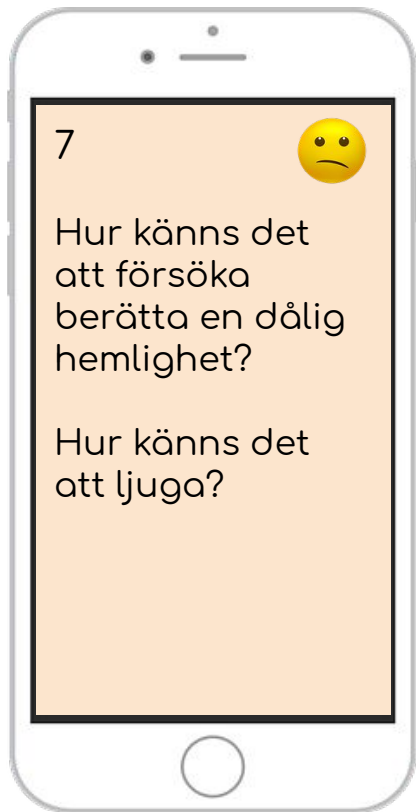 7
Hur känns det
att försöka
berätta en dålig
hemlighet?
Hur känns det
att ljuga?